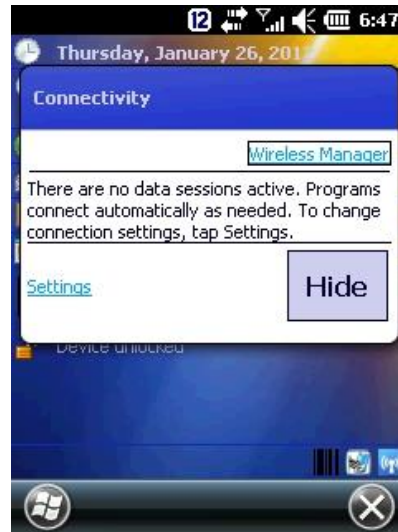 12 6:47
Thursday, January 26, 201
Connectivity
Wireless Manager
There are no data sessions active. Programs
connect automatically as needed. To change
connection settings, tap Settings.
Settings
Hide
Device unlocked